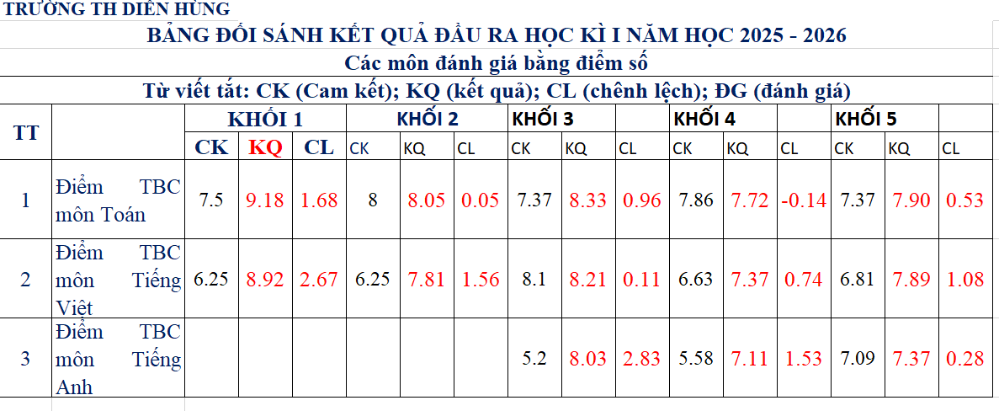 TRƯỜNG TH DIỄN HÙNG
BẢNG ĐỐI SÁNH KẾT QUẢ ĐẦU RA HỌC KÌ I NĂM HỌC 2025 - 2026
Các môn đánh giá bằng điểm số
Từ viết tắt: CK (Cam kết); KQ (kết quả); CL (chênh lệch); ĐG (đánh giá)
TT KHỐI 1 KHỐI 2 KHỐI 3 KHỐI 4 KHỐI 5
CK KQ CL CK KQ CL CK KQ CL CK KQ CL CK KQ CL
1 Điểm TBC môn Toán 7.5 9.18 1.68 8 8.05 0.05 7.37 8.33 0.96 7.86 7.72 -0.14 7.37 7.90 0.53
2 Điểm TBC môn Tiếng Việt 6.25 8.92 2.67 6.25 7.81 1.56 8.1 8.21 0.11 6.63 7.37 0.74 6.81 7.89 1.08
3 Điểm TBC môn Tiếng Anh 5.2 8.03 2.83 5.58 7.11 1.53 7.09 7.37 0.28